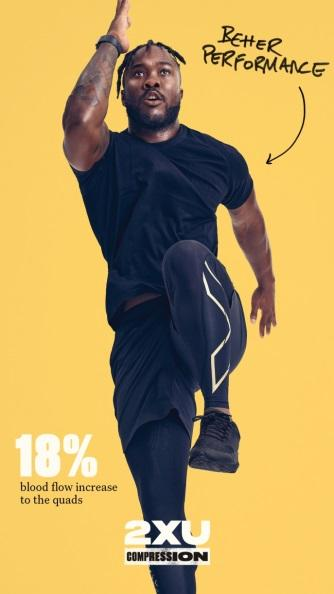 BETTER
PERFORMANCE
18%
blood flow increase
to the quads
2XU
COMPRESSION